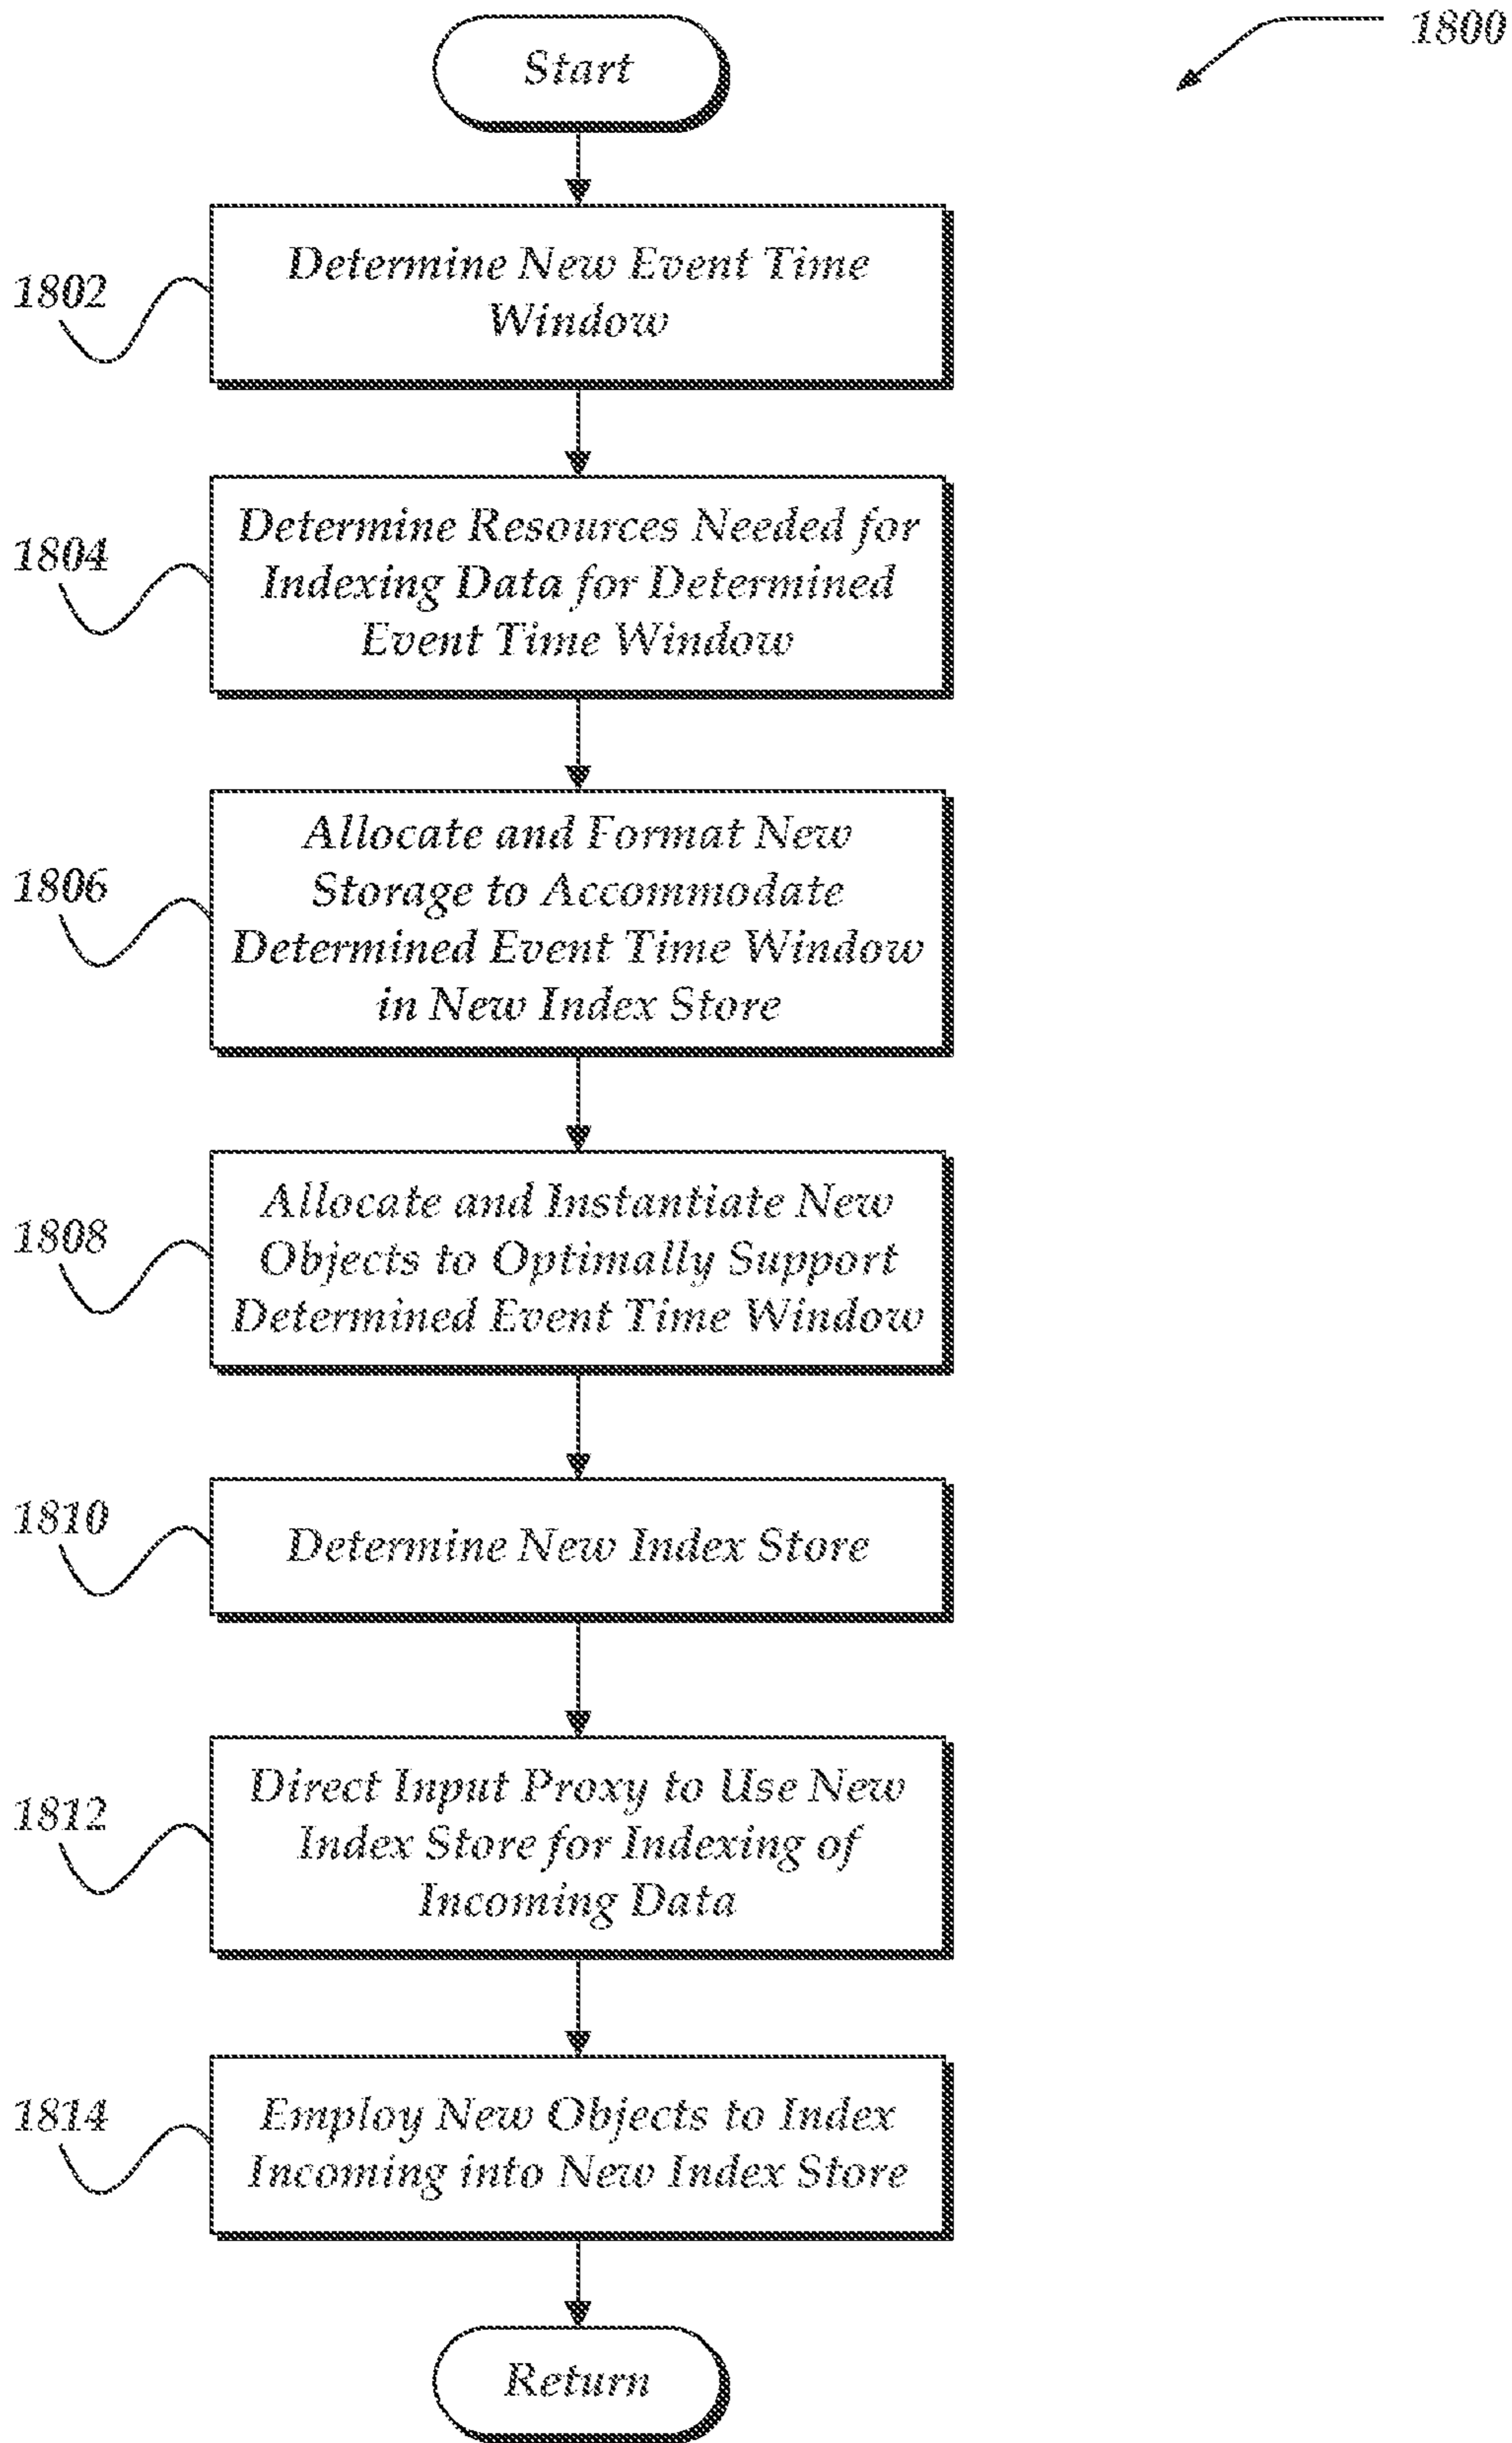 1800
Start
1802
Determine New Event Time
Window
1804
Determine Resources Needed for
Indexing Data for Determined
Event Time Window
1806
Allocate and Format New
Storage to Accommodate
Determined Event Time Window
in New Index Store
1808
Allocate and Instantiate New
Objects to Optimally Support
Determined Event Time Window
1810
Determine New Index Store
1812
Direct Input Proxy to Use New
Index Store for Indexing of
Incoming Data
1814
Employ New Objects to Index
Incoming into New Index Store
Return